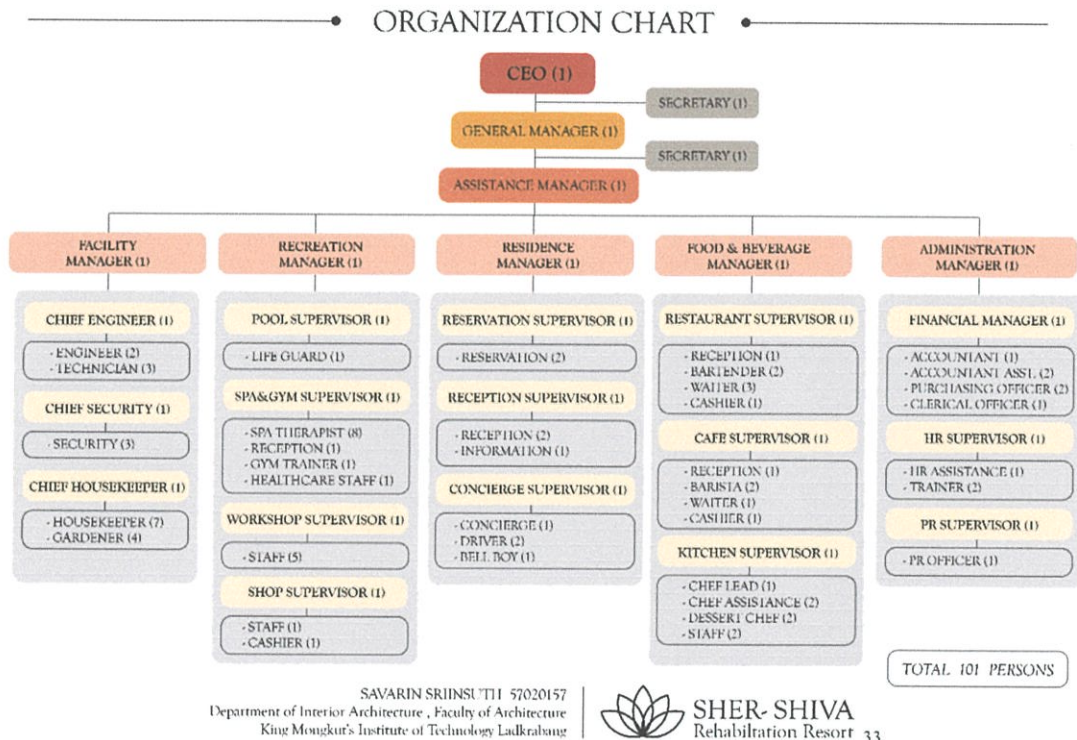 ORGANIZATION CHART
CEO (1)
SECRETARY (1)
GENERAL MANAGER (1)
SECRETARY (1)
ASSISTANCE MANAGER (1)
FACILITY
MANAGER (1)
CHIEF ENGINEER (1)
- ENGINEER (2)
- TECHNICIAN (3)
CHIEF SECURITY (1)
- SECURITY (3)
CHIEF HOUSEKEEPER (1)
- HOUSEKEEPER (7)
- GARDENER (4)
RECREATION
MANAGER (1)
POOL SUPERVISOR (1)
- LIFE GUARD (1)
SPA&GYM SUPERVISOR (1)
- SPA THERAPIST (8)
- RECEPTION (1)
- GYM TRAINER (1)
- HEALTHCARE STAFF (1)
WORKSHOP SUPERVISOR (1)
- STAFF (5)
SHOP SUPERVISOR (1)
- STAFF (1)
- CASHIER (1)
RESIDENCE
MANAGER (1)
RESERVATION SUPERVISOR (1)
- RESERVATION (2)
RECEPTION SUPERVISOR (1)
- RECEPTION (2)
- INFORMATION (1)
CONCIERGE SUPERVISOR (1)
- CONCIERGE (1)
- DRIVER (2)
- BELL BOY (1)
FOOD & BEVERAGE
MANAGER (1)
RESTAURANT SUPERVISOR (1)
- RECEPTION (1)
- BARTENDER (2)
- WAITER (3)
- CASHIER (1)
CAFE SUPERVISOR (1)
- RECEPTION (1)
- BARISTA (2)
- WAITER (1)
- CASHIER (1)
KITCHEN SUPERVISOR (1)
- CHEF LEAD (1)
- CHEF ASSISTANCE (2)
- DESSERT CHEF (2)
- STAFF (2)
ADMINISTRATION
MANAGER (1)
FINANCIAL MANAGER (1)
- ACCOUNTANT (1)
- ACCOUNTANT ASST. (2)
- PURCHASING OFFICER (2)
- CLERICAL OFFICER (1)
HR SUPERVISOR (1)
- HR ASSISTANCE (1)
- TRAINER (2)
PR SUPERVISOR (1)
- PR OFFICER (1)
TOTAL 101 PERSONS
SAVARIN SRIINSUTH 57020157
Department of Interior Architecture , Faculty of Architecture
King Mongkut's Institute of Technology Ladkrabang
SHER-SHIVA
Rehabiltration Resort 33